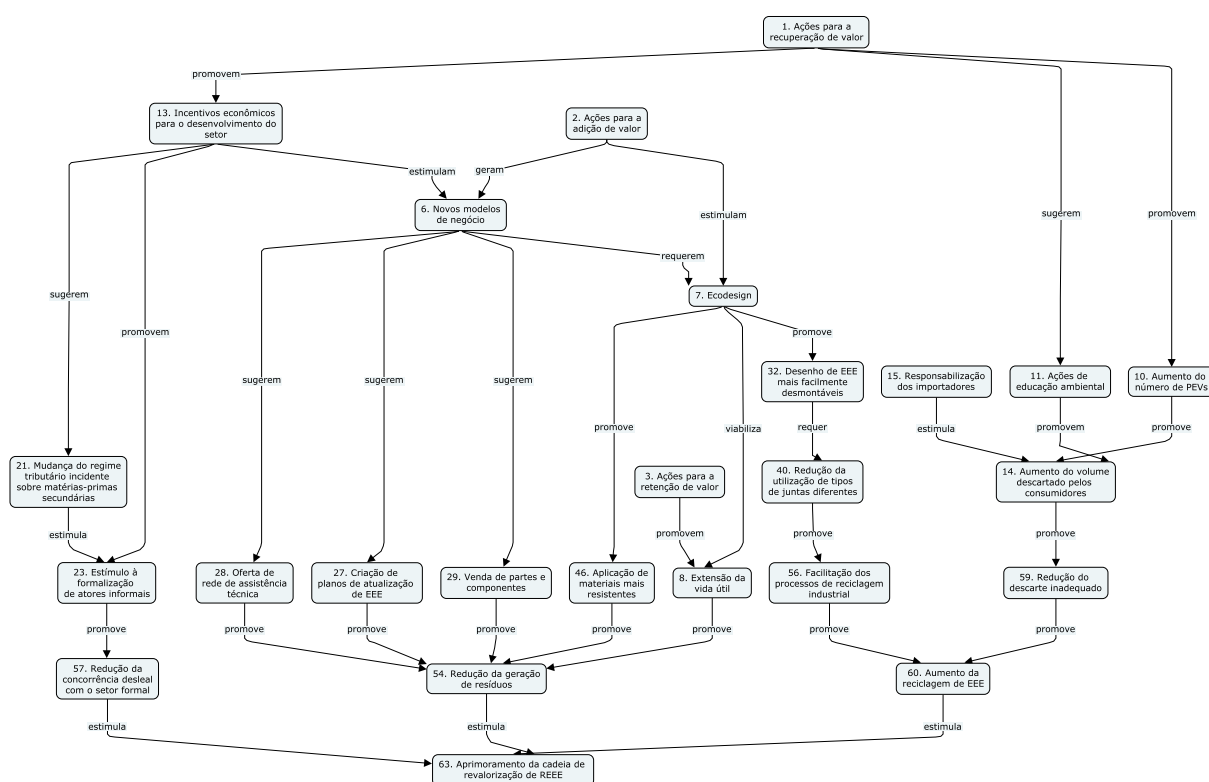 1. Ações para a
recuperação de valor
promovem
13. Incentivos econômicos
para o desenvolvimento do
setor
2. Ações para a
adição de valor
estimulam
geram
6. Novos modelos
de negócio
estimulam
sugerem
promovem
requerem
7. Ecodesign
sugerem
promovem
promove
32. Desenho de EEE
mais facilmente
desmontáveis
15. Responsabilização
dos importadores
11. Ações de
educação ambiental
10. Aumento do
número de PEVs
sugerem
sugerem
sugerem
promove
viabiliza
requer
estimula
promovem
promove
21. Mudança do regime
tributário incidente
sobre matérias-primas
secundárias
3. Ações para a
retenção de valor
40. Redução da
utilização de tipos
de juntas diferentes
14. Aumento do volume
descartado pelos
consumidores
estimula
promovem
promove
promove
23. Estímulo à
formalização
de atores informais
28. Oferta de
rede de assistência
técnica
27. Criação de
planos de atualização
de EEE
29. Venda de partes e
componentes
46. Aplicação de
materiais mais
resistentes
8. Extensão da
vida útil
56. Facilitação dos
processos de reciclagem
industrial
59. Redução do
descarte inadequado
promove
promove
promove
promove
promove
promove
promove
promove
57. Redução da
concorrência desleal
com o setor formal
54. Redução da geração
de resíduos
60. Aumento da
reciclagem de EEE
estimula
estimula
estimula
63. Aprimoramento da cadeia de
revalorização de REEE